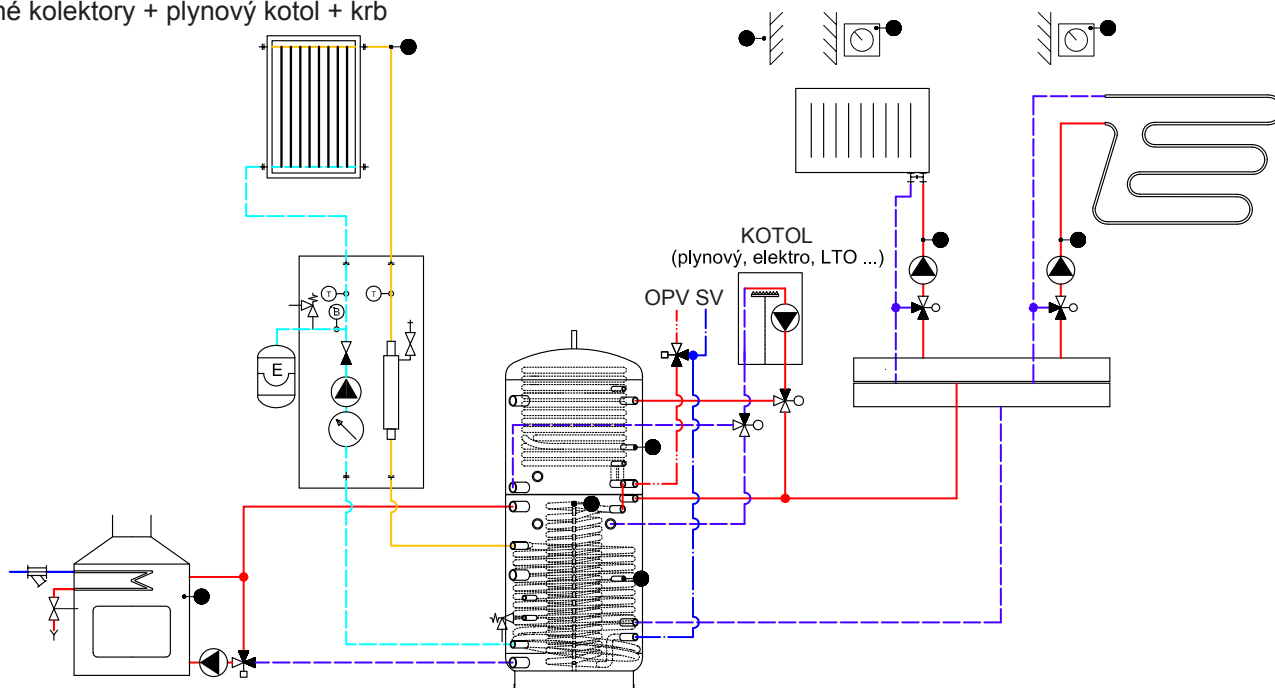 né kolektory + plynový kotol + krb
KOTOL
(plynový, elektro, LTO ...)
OPV SV
T
T
B
E